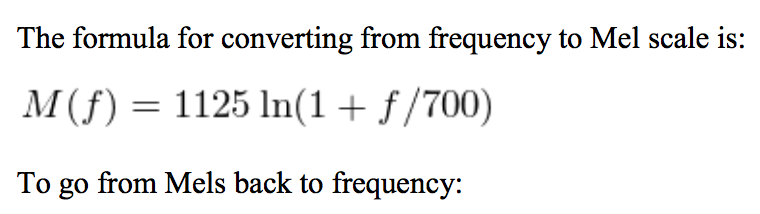 The formula for converting from frequency to Mel scale is:
M(f) = 1125 ln(1 + f/700)
To go from Mels back to frequency: